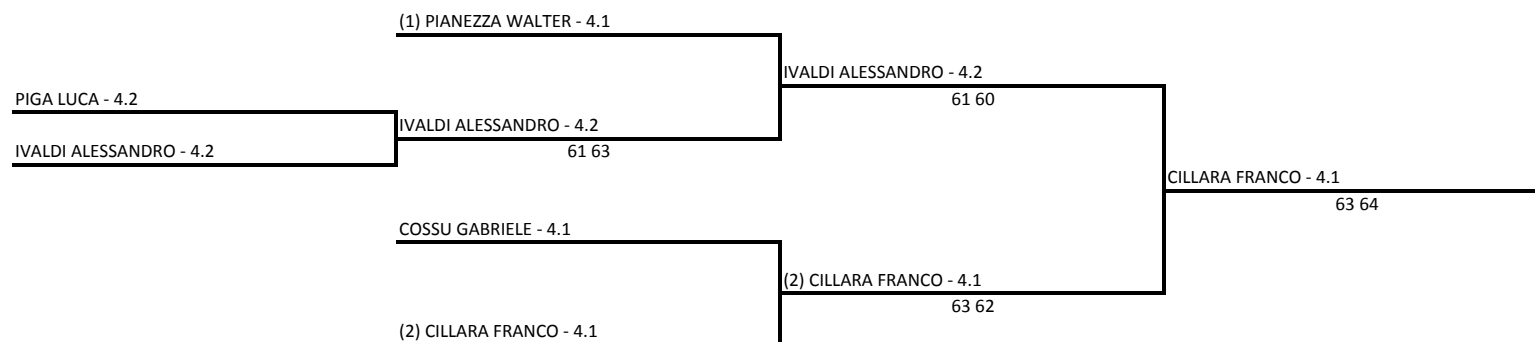 (1) PIANEZZA WALTER - 4.1
IVALDI ALESSANDRO - 4.2
61 60
PIGA LUCA - 4.2
IVALDI ALESSANDRO - 4.2
61 63
IVALDI ALESSANDRO - 4.2
CILLARA FRANCO - 4.1
63 64
COSSU GABRIELE - 4.1
(2) CILLARA FRANCO - 4.1
63 62
(2) CILLARA FRANCO - 4.1